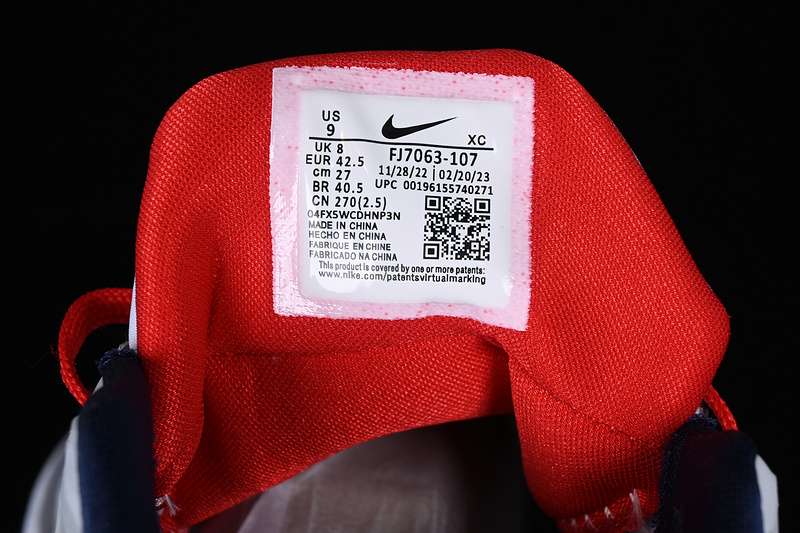 US
9
XC
UK 8
FJ7063-107
EUR 42.5
11/28/22 | 02/20/23
cm 27
UPC 00196155740271
BR 40.5
CN 270(2.5)
04FXSWCDHNP3N
MADE IN CHINA
HECHO EN CHINA
FABRIQUE EN CHINE
FABRICADO NA CHINA
This product is covered by one or more patents:
www.nike.com/patentsvirtualmarking